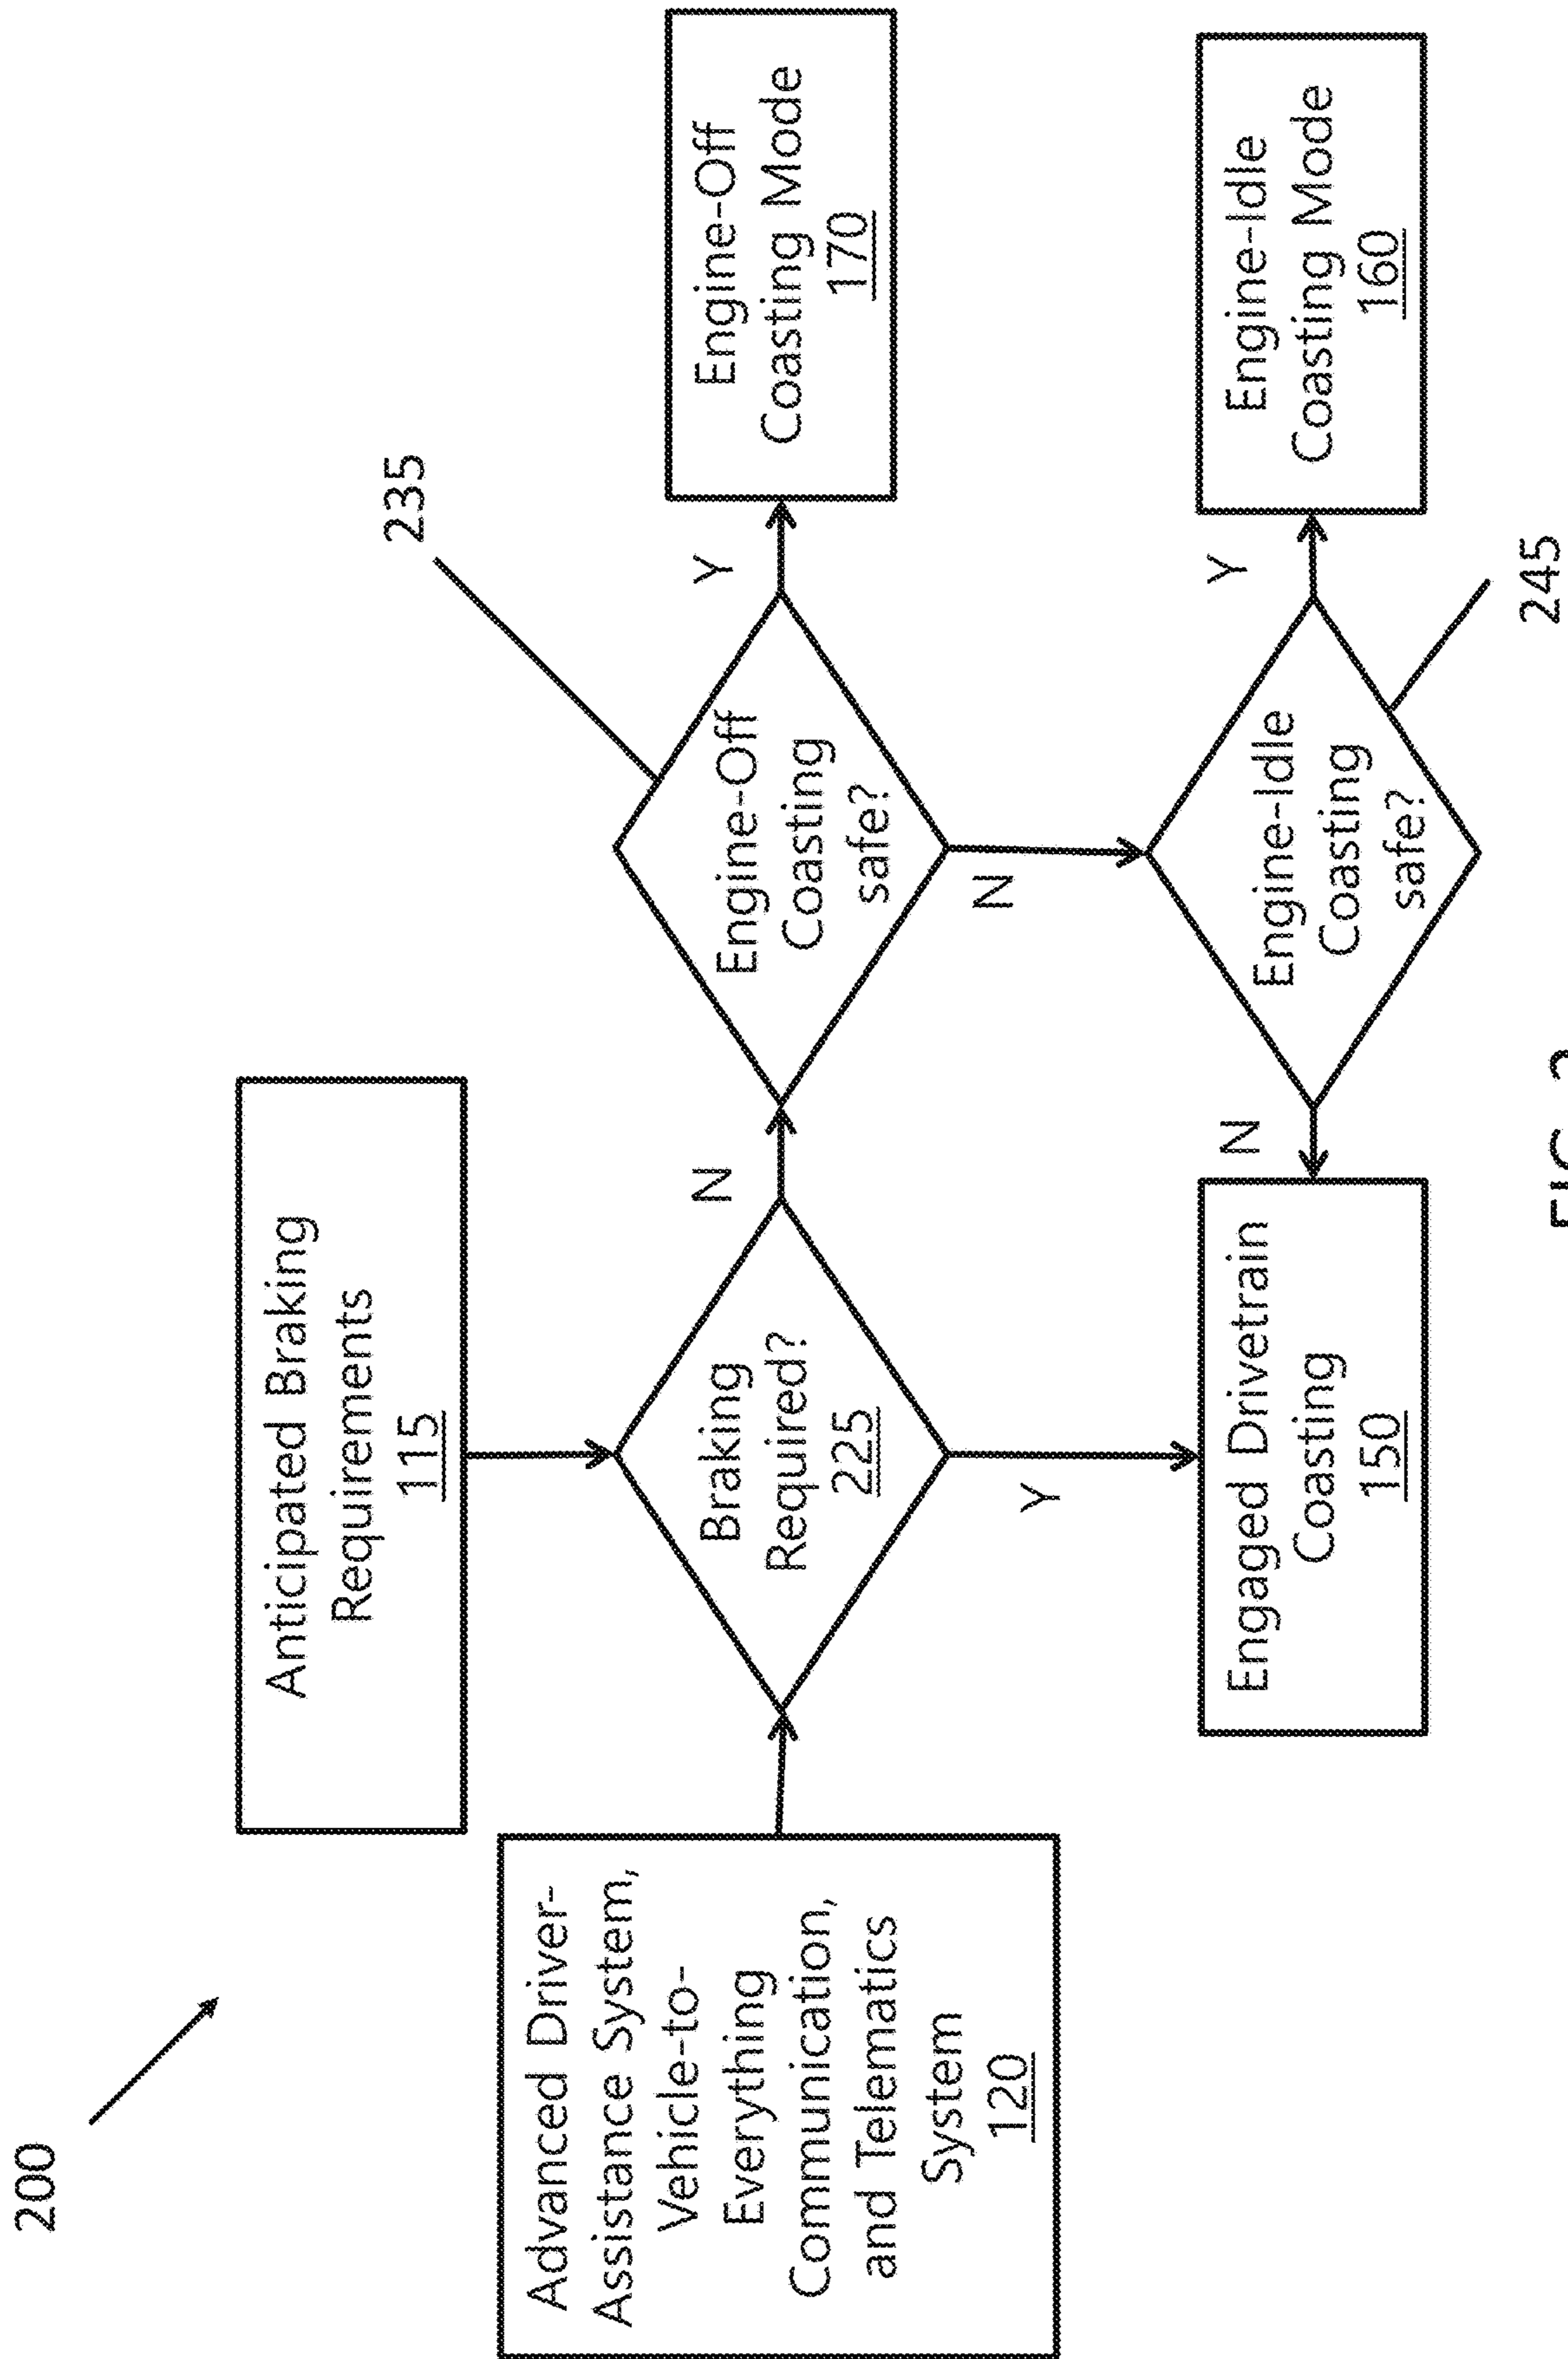 200
Anticipated Braking
Requirements
115
235
Advanced Driver-
Assistance System,
Vehicle-to-
Everything
Communication,
and Telematics
System
120
Braking
Required?
225
N
Y
Engine-Off
Coasting
safe?
Y
N
Engine-Off
Coasting Mode
170
Engaged Drivetrain
Coasting
150
N
Engine-Idle
Coasting
safe?
Y
Engine-Idle
Coasting Mode
160
245
FIG.